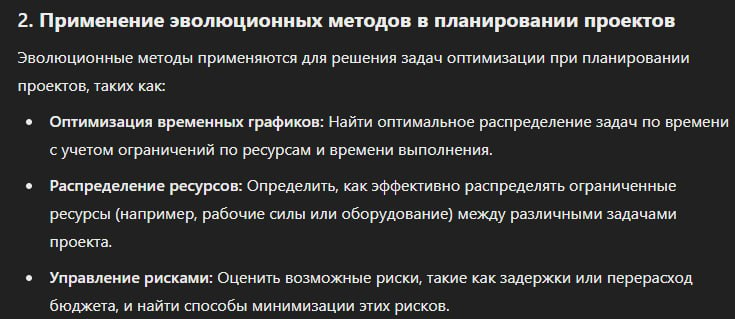 2. Применение эволюционных методов в планировании проектов
Эволюционные методы применяются для решения задач оптимизации при планировании
проектов, таких как:
• Оптимизация временных графиков: Найти оптимальное распределение задач по времени
с учетом ограничений по ресурсам и времени выполнения.
• Распределение ресурсов: Определить, как эффективно распределять ограниченные
ресурсы (например, рабочие силы или оборудование) между различными задачами
проекта.
• Управление рисками: Оценить возможные риски, такие как задержки или перерасход
бюджета, и найти способы минимизации этих рисков.